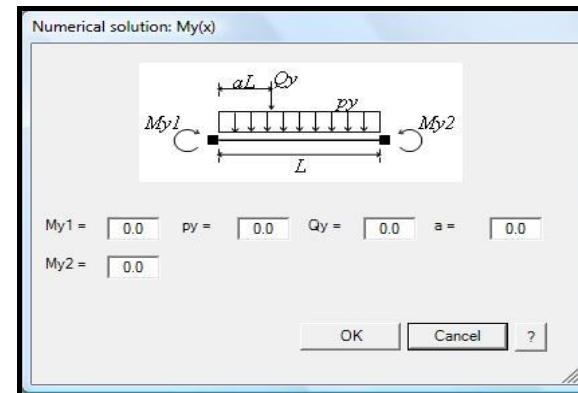 Numerical solution: My(x)
aL Qy
py
My1 My2
L
My1 = 0.0 py = 0.0 Qy = 0.0 a = 0.0
My2 = 0.0
OK Cancel ?